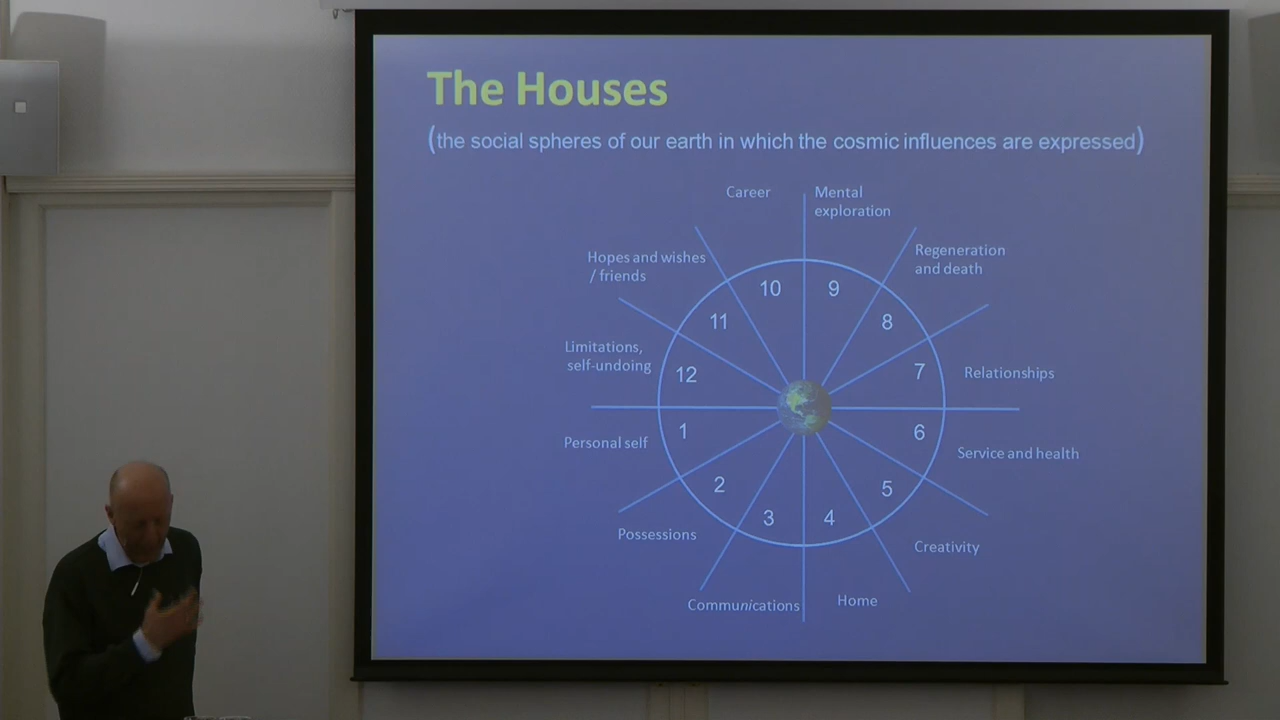 The Houses
(the social spheres of our earth in which the cosmic influences are expressed)
Career
Mental
exploration
Hopes and wishes
/ friends
Regeneration
and death
10
9
11
8
Limitations,
self-undoing
12
7
Relationships
Personal self
1
6
Service and health
2
5
3
4
Possessions
Creativity
Communications
Home